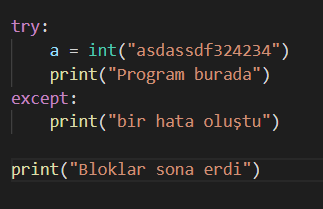 try:
    a = int("asdassdf324234")
    print("Program burada")
except:
    print("bir hata oluştu")
print("Bloklar sona erdi")